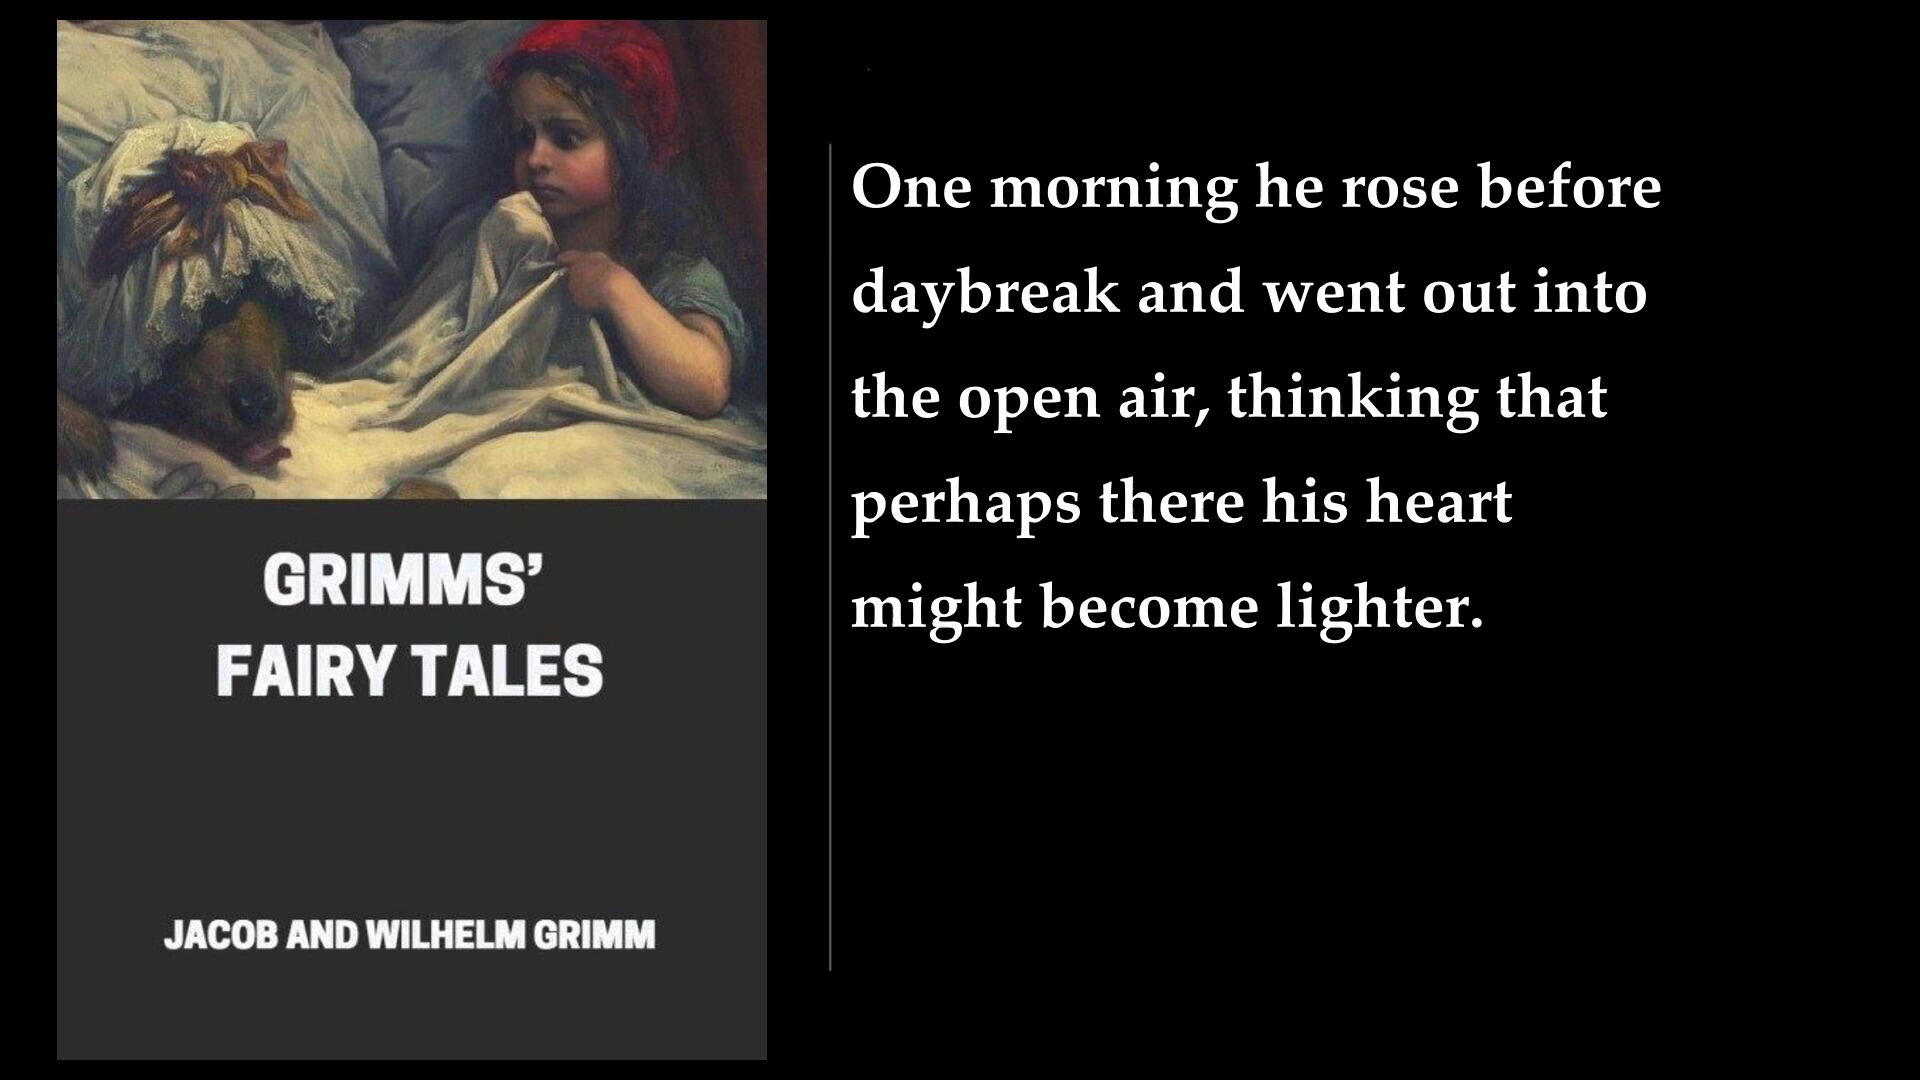 GRIMMS’
FAIRY TALES
JACOB AND WILHELM GRIMM
One morning he rose before
daybreak and went out into
the open air, thinking that
perhaps there his heart
might become lighter.